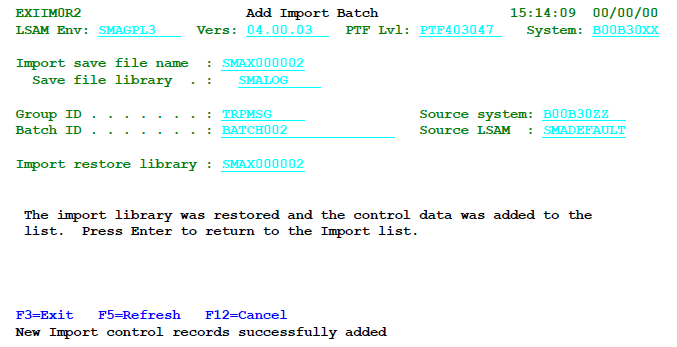 EXIIM0R2 Add Import Batch 15:14:09 00/00/00
LSAM Env: SMAGPL3 Vers: 04.00.03 PTF Lvl: PTF403047 System: B00B30XX
Import save file name : SMAX000002
Save file library . : SMALOG
Group ID . . . . . . . : TRPMSG Source system: B00B30ZZ
Batch ID . . . . . . . : BATCH002 Source LSAM : SMADEFAULT
Import restore library : SMAX000002
The import library was restored and the control data was added to the
list. Press Enter to return to the Import list.
F3=Exit F5=Refresh F12=Cancel
New Import control records successfully added